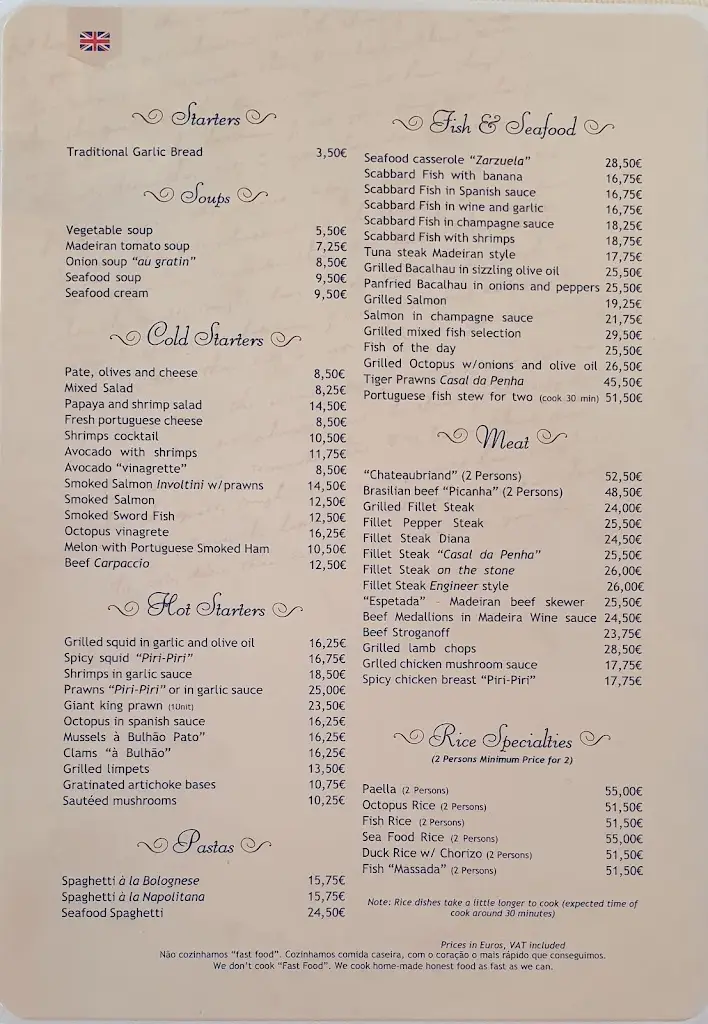 Starters
Traditional Garlic Bread 3,50€
Soups
Vegetable soup 5,50€
Madeiran tomato soup 7,25€
Onion soup "au gratin" 8,50€
Seafood soup 9,50€
Seafood cream 9,50€
Cold Starters
Pate, olives and cheese 8,50€
Mixed Salad 8,25€
Papaya and shrimp salad 14,50€
Fresh portuguese cheese 8,50€
Shrimps cocktail 10,50€
Avocado with shrimps 11,75€
Avocado "vinagrette" 8,50€
Smoked Salmon Involtini w/prawns 14,50€
Smoked Salmon 12,50€
Smoked Sword Fish 12,50€
Octopus vinagrete 16,25€
Melon with Portuguese Smoked Ham 10,50€
Beef Carpaccio 12,50€
Hot Starters
Grilled squid in garlic and olive oil 16,25€
Spicy squid "Piri-Piri" 16,75€
Shrimps in garlic sauce 18,50€
Prawns "Piri-Piri" or in garlic sauce 25,00€
Giant king prawn (1Unit) 23,50€
Octopus in spanish sauce 16,25€
Mussels à Bulhão Pato" 16,25€
Clams "à Bulhão" 16,25€
Grilled limpets 13,50€
Gratinated artichoke bases 10,75€
Sautéed mushrooms 10,25€
Pastas
Spaghetti à la Bolognese 15,75€
Spaghetti à la Napolitana 15,75€
Seafood Spaghetti 24,50€
Fish & Seafood
Seafood casserole "Zarzuela" 28,50€
Scabbard Fish with banana 16,75€
Scabbard Fish in Spanish sauce 16,75€
Scabbard Fish in wine and garlic 16,75€
Scabbard Fish in champagne sauce 18,25€
Scabbard Fish with shrimps 18,75€
Tuna steak Madeiran style 17,75€
Grilled Bacalhau in sizzling olive oil 25,50€
Panfried Bacalhau in onions and peppers 25,50€
Grilled Salmon 19,25€
Salmon in champagne sauce 21,75€
Grilled mixed fish selection 29,50€
Fish of the day 25,50€
Grilled Octopus w/onions and olive oil 26,50€
Tiger Prawns Casal da Penha 45,50€
Portuguese fish stew for two (cook 30 min) 51,50€
Meat
"Chateaubriand" (2 Persons) 52,50€
Brasilian beef "Picanha" (2 Persons) 48,50€
Grilled Fillet Steak 24,00€
Fillet Pepper Steak 25,50€
Fillet Steak Diana 24,50€
Fillet Steak "Casal da Penha" 25,50€
Fillet Steak on the stone 26,00€
Fillet Steak Engineer style 26,00€
"Espetada" - Madeiran beef skewer 25,50€
Beef Medallions in Madeira Wine sauce 24,50€
Beef Stroganoff 23,75€
Grilled lamb chops 28,50€
Grlled chicken mushroom sauce 17,75€
Spicy chicken breast "Piri-Piri" 17,75€
Rice Specialties
(2 Persons Minimum Price for 2)
Paella (2 Persons) 55,00€
Octopus Rice (2 Persons) 51,50€
Fish Rice (2 Persons) 51,50€
Sea Food Rice (2 Persons) 55,00€
Duck Rice w/ Chorizo (2 Persons) 51,50€
Fish "Massada" (2 Persons) 51,50€
Note: Rice dishes take a little longer to cook (expected time of
cook around 30 minutes)
Prices in Euros, VAT included
Não cozinhamos "fast food". Cozinhamos comida caseira, com o coração o mais rápido que conseguimos.
We don't cook "Fast Food". We cook home-made honest food as fast as we can.